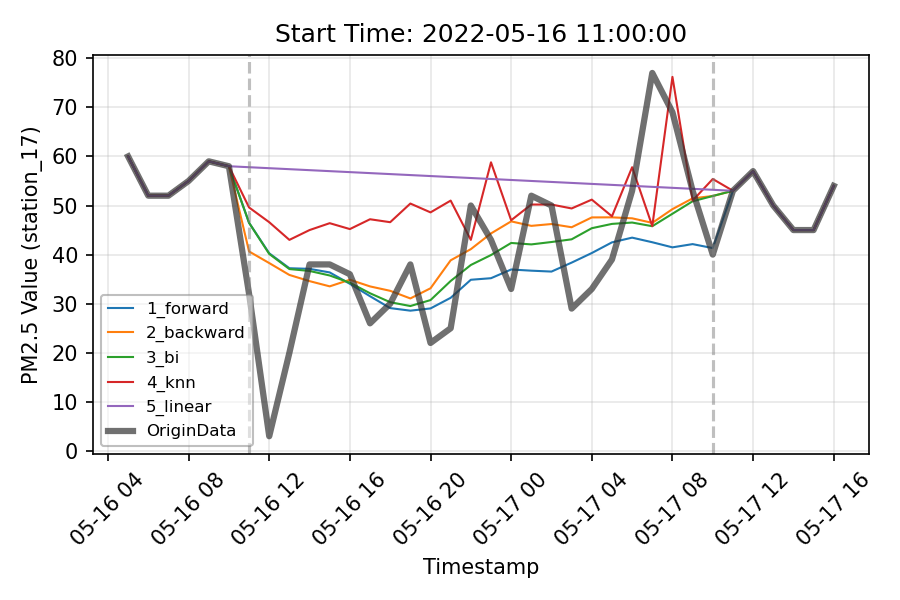 Start Time: 2022-05-16 11:00:00
PM2.5 Value (station_17)
80
70
60
50
40
30
20
10
0
1_forward
2_backward
3_bi
4_knn
5_linear
OriginData
05-16 04
05-16 08
05-16 12
05-16 16
05-16 20
05-17 00
05-17 04
05-17 08
05-17 12
05-17 16
Timestamp